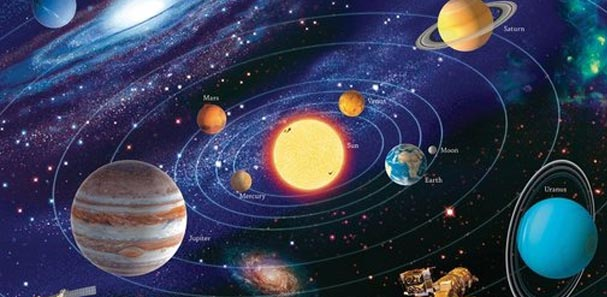 Saturn
Mars
Venus
Sun
Moon
Earth
Mercury
Uranus
Jupiter